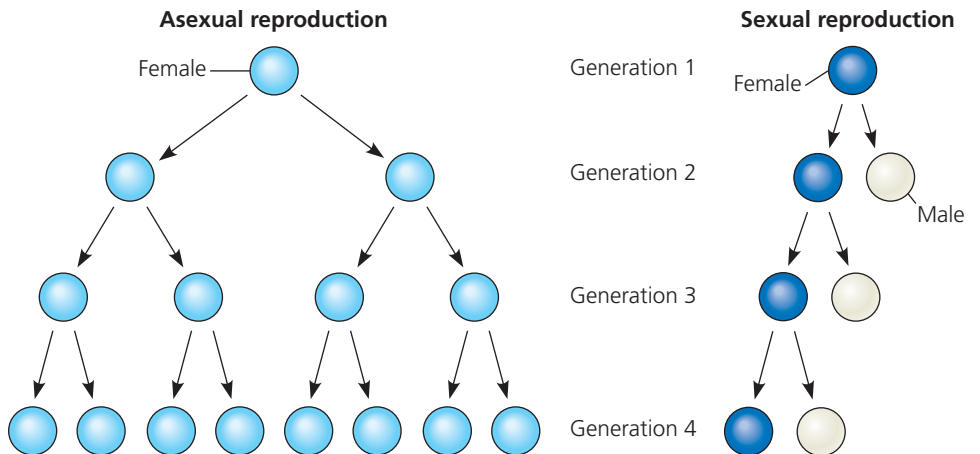 Asexual reproduction
Sexual reproduction
Female
Generation 1
Female
Generation 2
Male
Generation 3
Generation 4